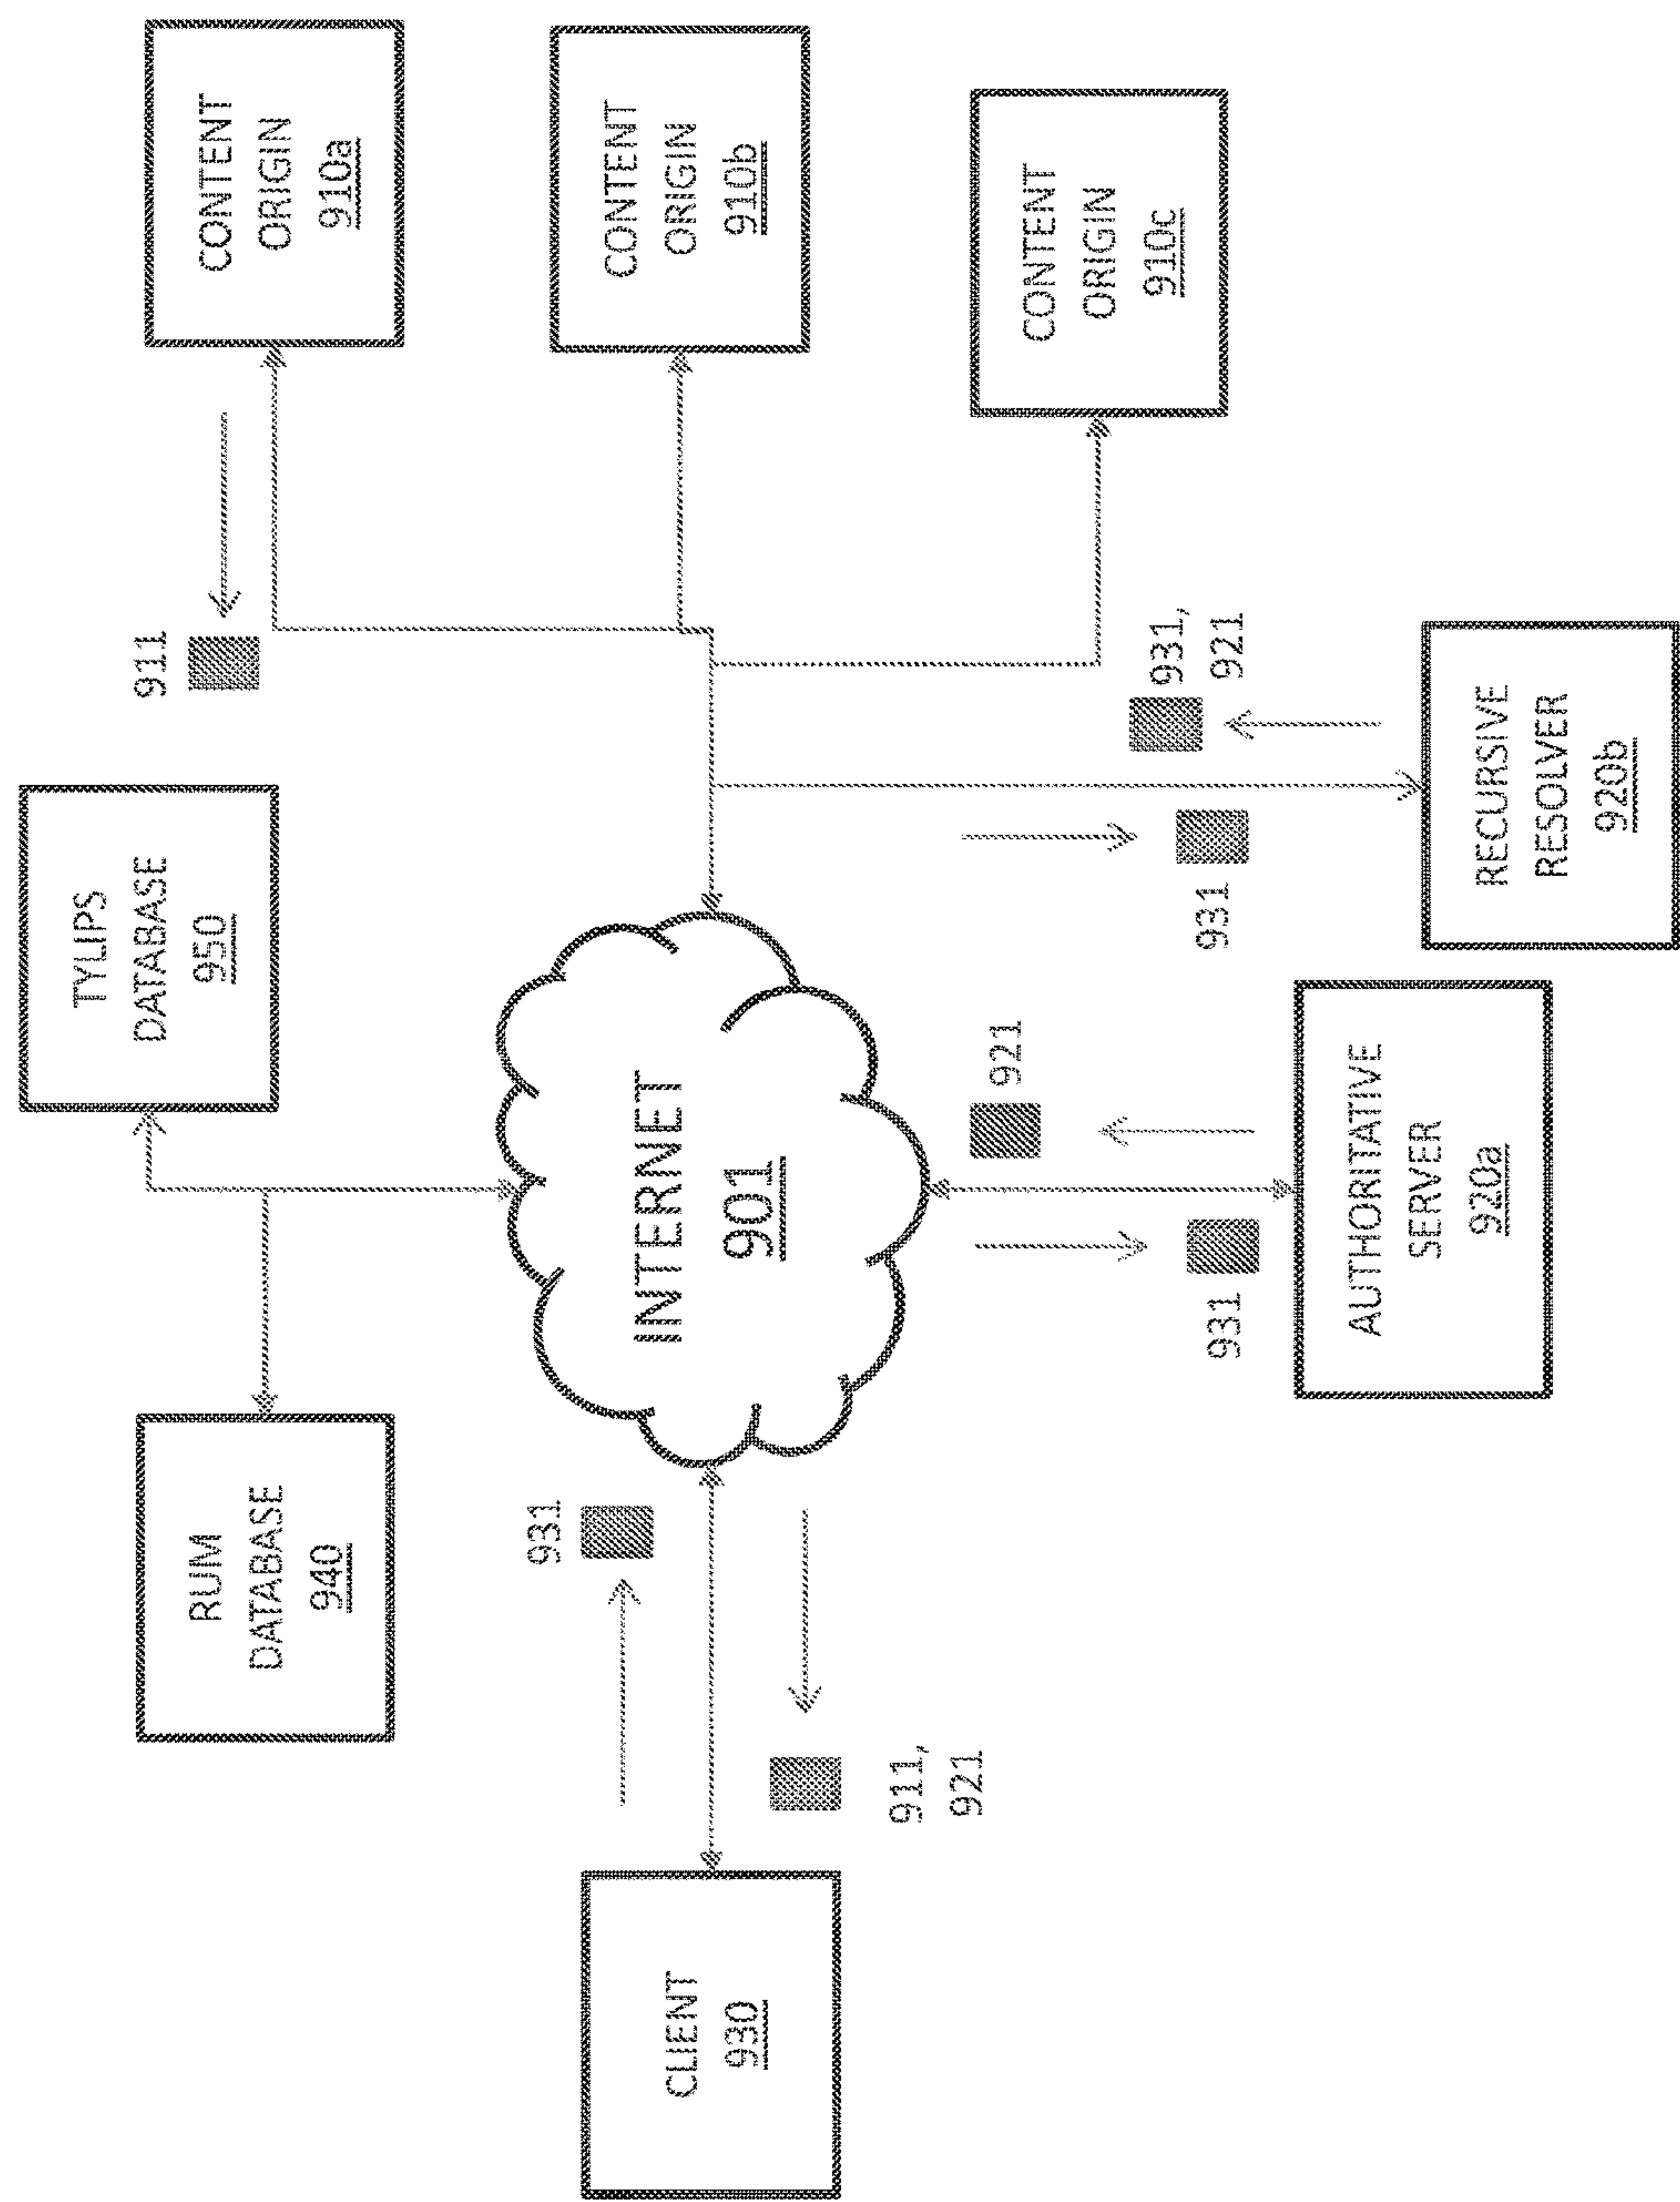 TYLIPS
DATABASE
950
RUM
DATABASE
940
911
CONTENT
ORIGIN
910a
931
CLIENT
930
INTERNET
901
CONTENT
ORIGIN
910b
911,
921
921
CONTENT
ORIGIN
910c
931
931
931,
921
AUTHORITATIVE
SERVER
920a
RECURSIVE
RESOLVER
920b